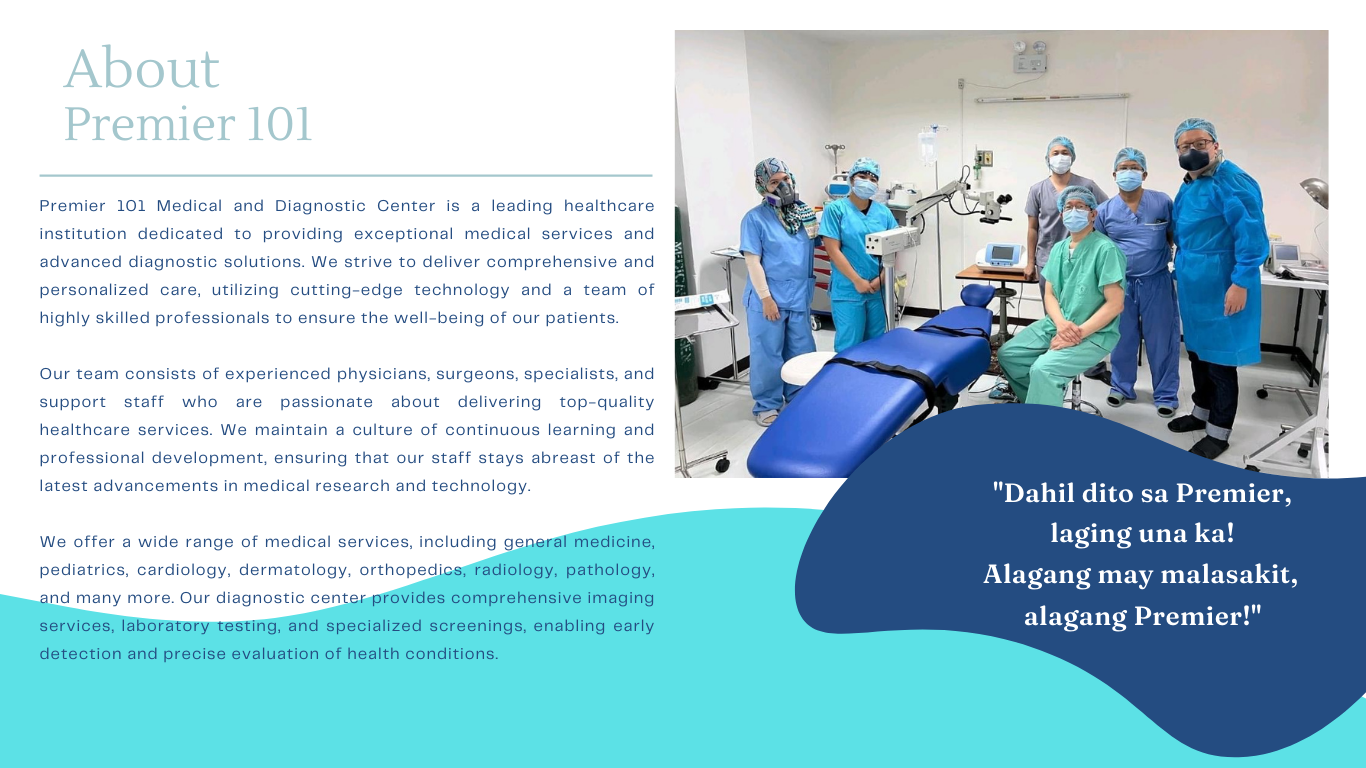 About
Premier 101
Premier 101 Medical and Diagnostic Center is a leading healthcare
institution dedicated to providing exceptional medical services and
advanced diagnostic solutions. We strive to deliver comprehensive and
personalized care, utilizing cutting-edge technology and a team of
highly skilled professionals to ensure the well-being of our patients.
Our team consists of experienced physicians, surgeons, specialists, and
support staff who are passionate about delivering top-quality
healthcare services. We maintain a culture of continuous learning and
professional development, ensuring that our staff stays abreast of the
latest advancements in medical research and technology.
We offer a wide range of medical services, including general medicine,
pediatrics, cardiology, dermatology, orthopedics, radiology, pathology,
and many more. Our diagnostic center provides comprehensive imaging
services, laboratory testing, and specialized screenings, enabling early
detection and precise evaluation of health conditions.
"Dahil dito sa Premier,
laging una ka!
Alagang may malasakit,
alagang Premier!"